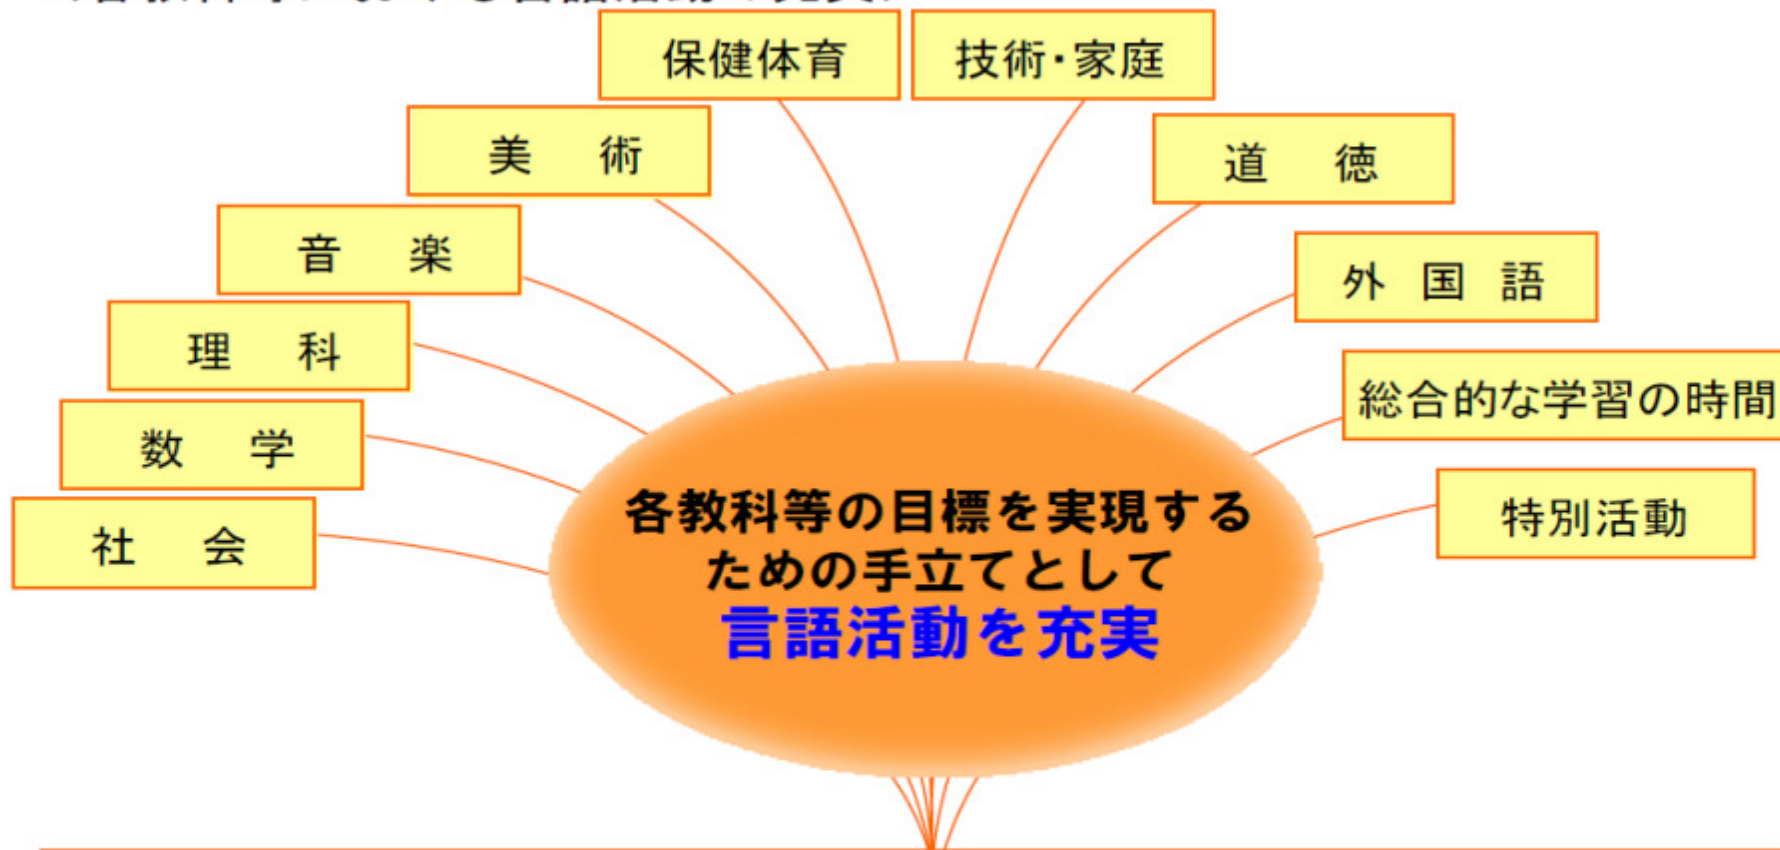 保健体育
技術・家庭
美術
道徳
音楽
外国語
理科
総合的な学習の時間
数学
特別活動
社会
各教科等の目標を実現する
ための手立てとして
言語活動を充実